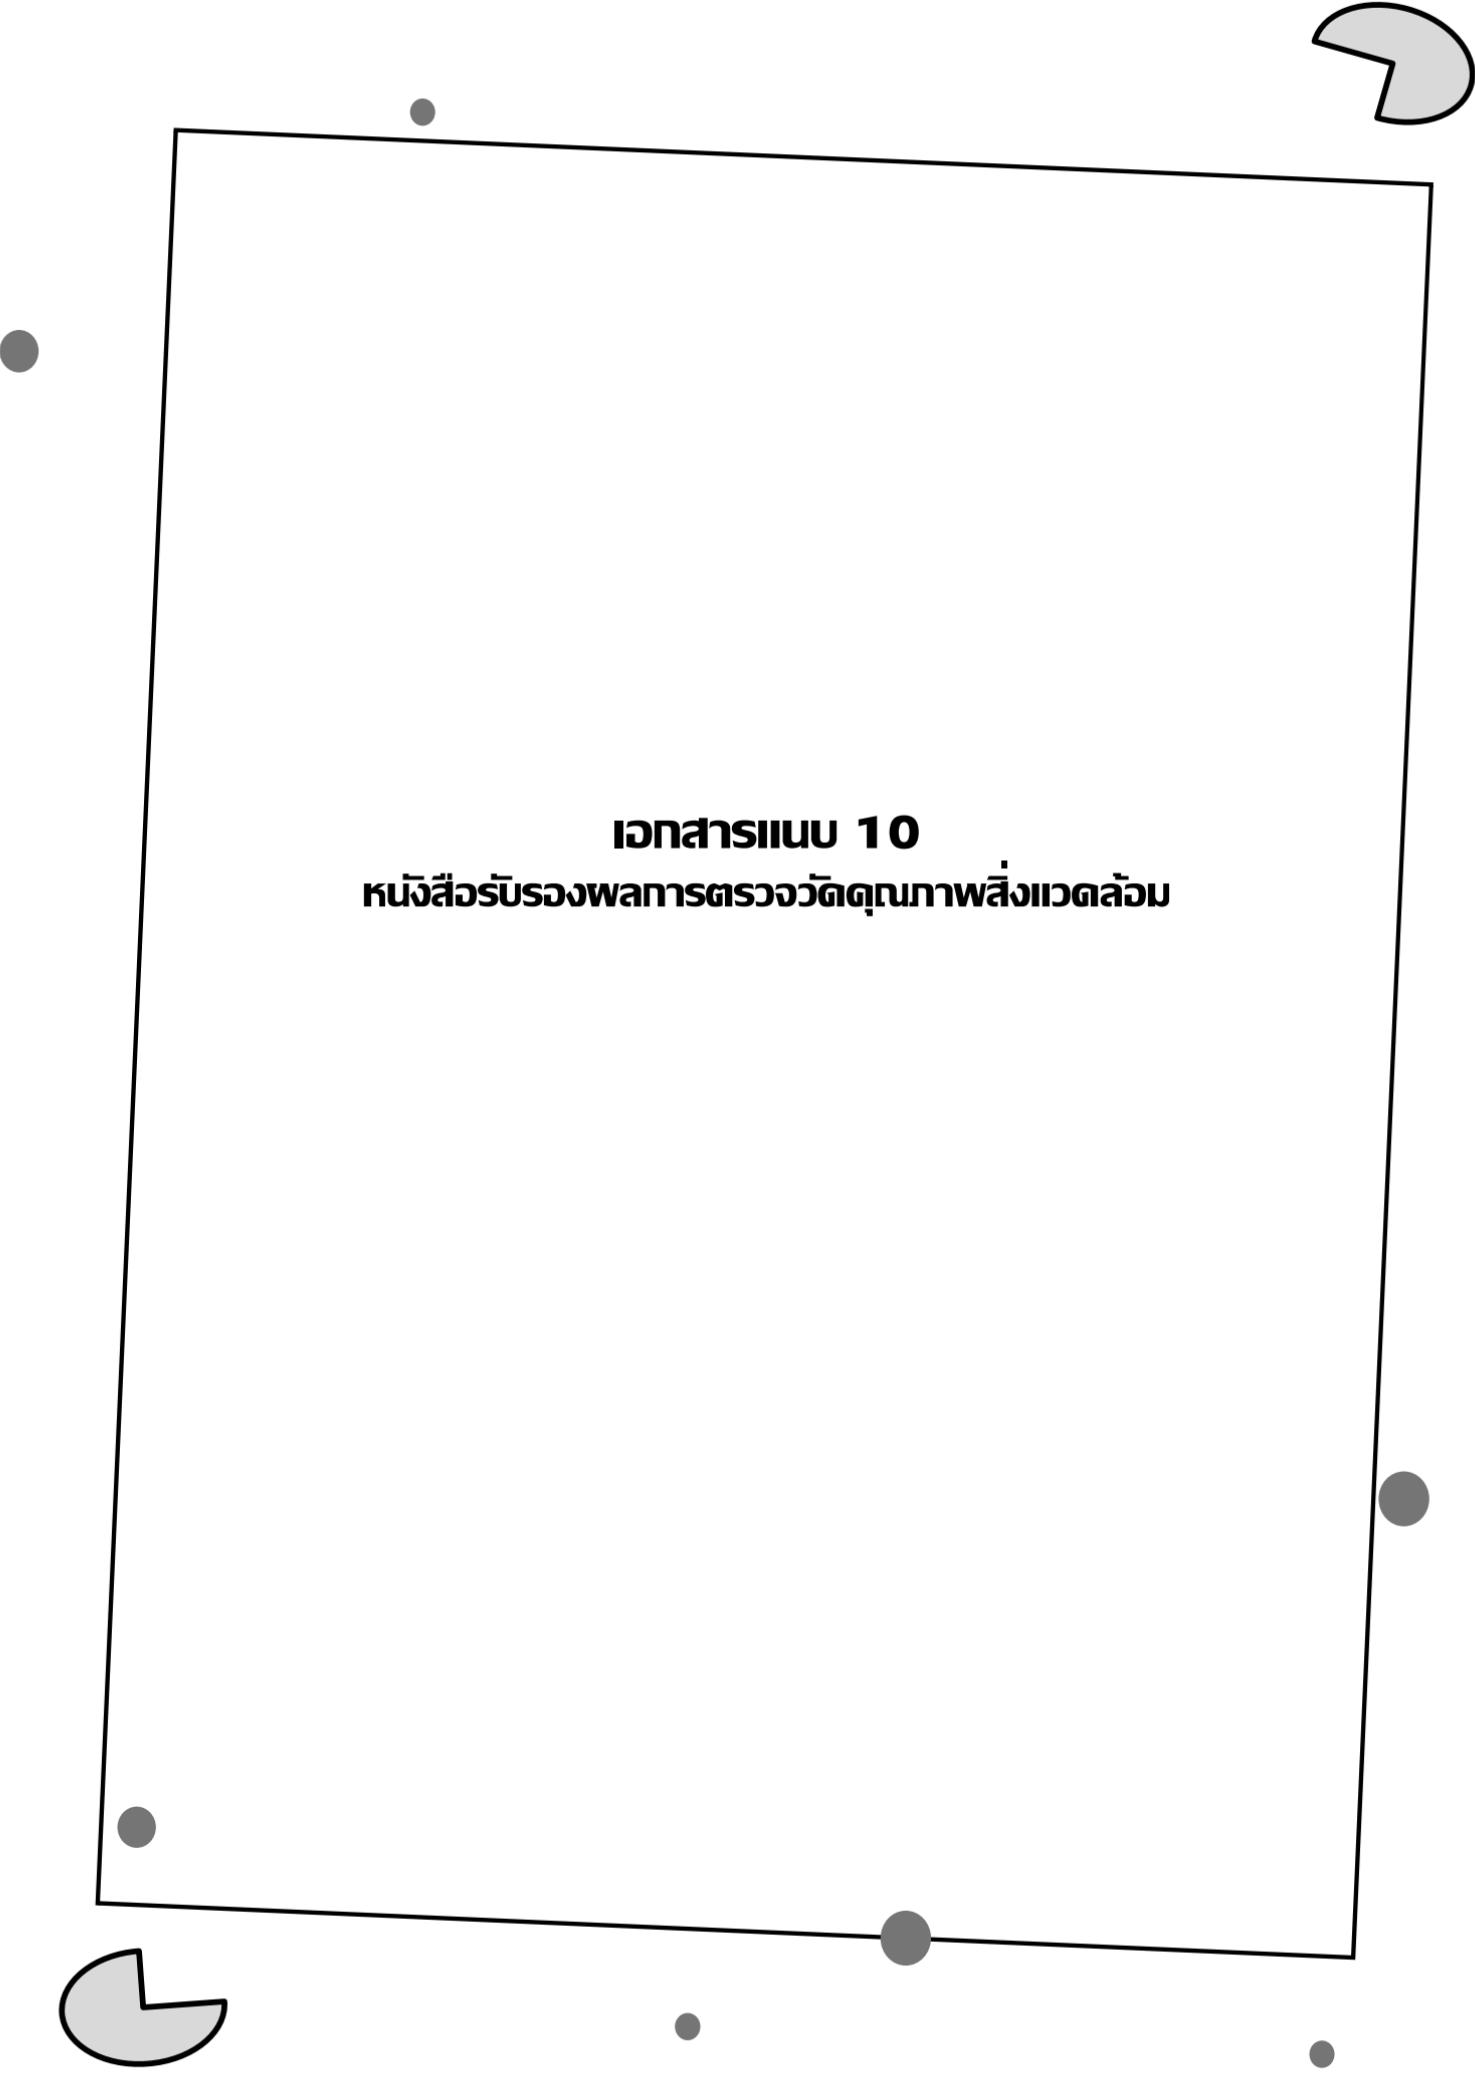 เอกสารแนบ 10
หนังสือรับรองผลการตรวจวัดคุณภาพสิ่งแวดล้อม